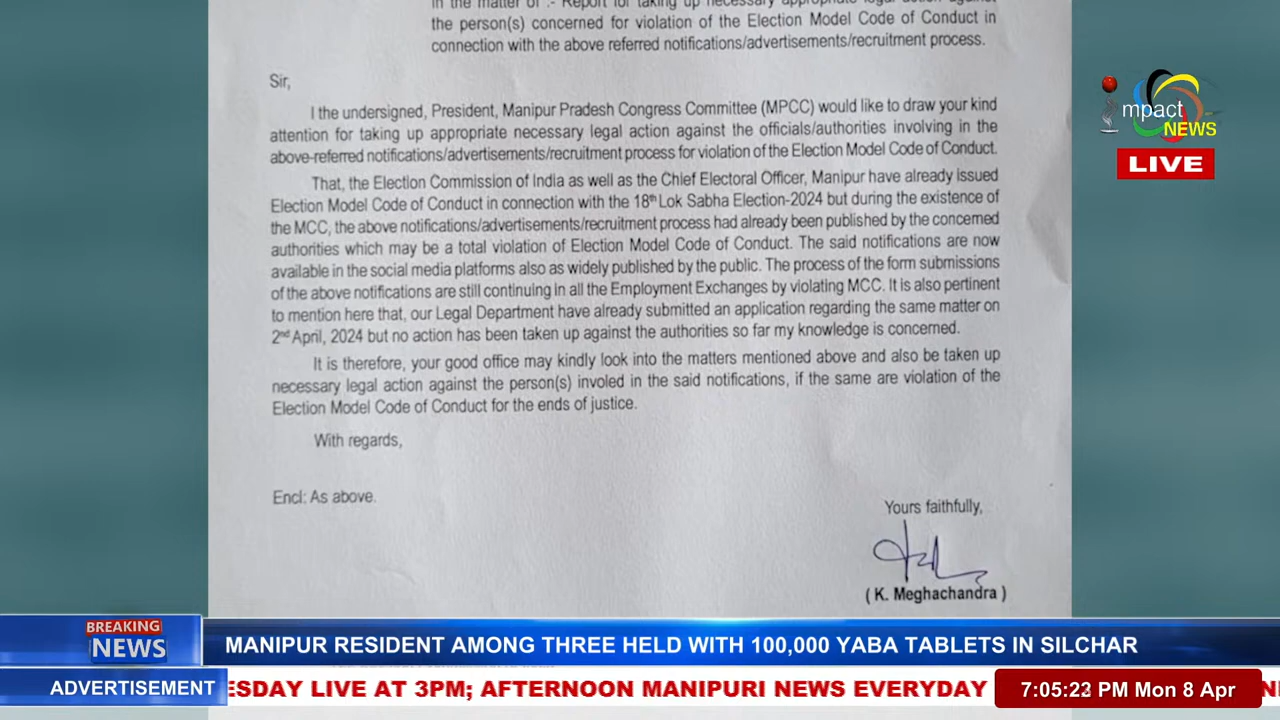 in the matter of :- Report for taking up necessary appropriate legal action against
the person(s) concerned for violation of the Election Model Code of Conduct in
connection with the above referred notifications/advertisements/recruitment process.
Sir,
I the undersigned, President, Manipur Pradesh Congress Committee (MPCC) would like to draw your kind
attention for taking up appropriate necessary legal action against the officials/authorities involving in the
above-referred notifications/advertisements/recruitment process for violation of the Election Model Code of Conduct.
That, the Election Commission of India as well as the Chief Electoral Officer, Manipur have already issued
Election Model Code of Conduct in connection with the 18th Lok Sabha Election-2024 but during the existence of
the MCC, the above notifications/advertisements/recruitment process had already been published by the concerned
authorities which may be a total violation of Election Model Code of Conduct. The said notifications are now
available in the social media platforms also as widely published by the public. The process of the form submissions
of the above notifications are still continuing in all the Employment Exchanges by violating MCC. It is also pertinent
to mention here that, our Legal Department have already submitted an application regarding the same matter on
2nd April, 2024 but no action has been taken up against the authorities so far my knowledge is concerned.
It is therefore, your good office may kindly look into the matters mentioned above and also be taken up
necessary legal action against the person(s) involed in the said notifications, if the same are violation of the
Election Model Code of Conduct for the ends of justice.
With regards,
Encl: As above.
Yours faithfully,
( K. Meghachandra )
impact
NEWS
LIVE
BREAKING
NEWS
MANIPUR RESIDENT AMONG THREE HELD WITH 100,000 YABA TABLETS IN SILCHAR
ADVERTISEMENT
ESDAY LIVE AT 3PM; AFTERNOON MANIPURI NEWS EVERYDAY
7:05:22 PM Mon 8 Apr